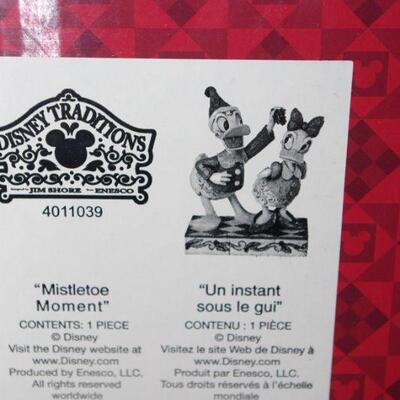 DISNEY TRADITIONS
designed by JIM SHORE for ENESCO
4011039
"Mistletoe
Moment"
CONTENTS: 1 PIECE
© Disney
Visit the Disney website at
www.Disney.com
Produced by Enesco, LLC.
All rights reserved
worldwide
"Un instant
sous le gui"
CONTENU : 1 PIÈCE
© Disney
Visitez le site Web de Disney à
www.Disney.com
Produit par Enesco, LLC.
Tous droits réservés à l'échelle
mondiale